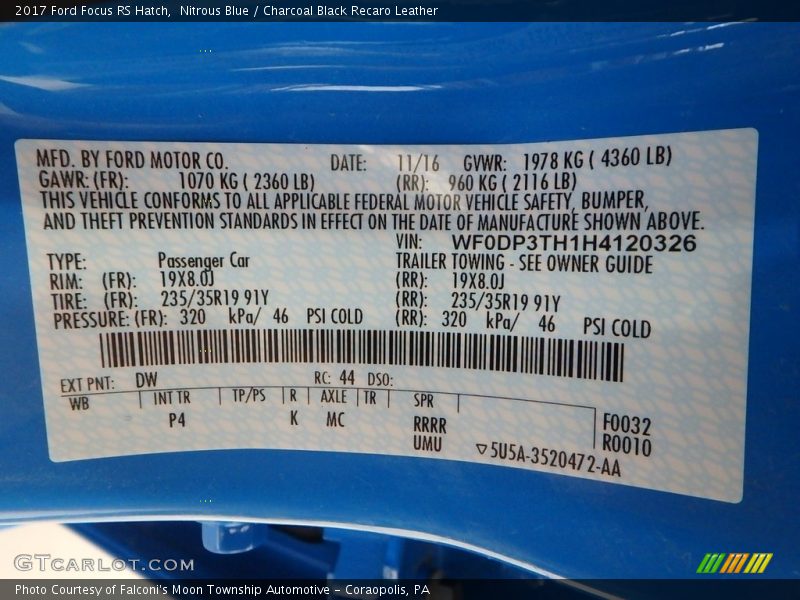 2017 Ford Focus RS Hatch,  Nitrous Blue / Charcoal Black Recaro Leather
MFD. BY FORD MOTOR CO. DATE: 11/16 GVWR: 1978 KG ( 4360 LB)
GAWR: (FR): 1070 KG ( 2360 LB) (RR): 960 KG ( 2116 LB)
THIS VEHICLE CONFORMS TO ALL APPLICABLE FEDERAL MOTOR VEHICLE SAFETY, BUMPER,
AND THEFT PREVENTION STANDARDS IN EFFECT ON THE DATE OF MANUFACTURE SHOWN ABOVE.
VIN: WF0DP3TH1H4120326
TYPE: Passenger Car TRAILER TOWING - SEE OWNER GUIDE
RIM: (FR): 19X8.0J (RR): 19X8.0J
TIRE: (FR): 235/35R19 91Y (RR): 235/35R19 91Y
PRESSURE: (FR): 320 kPa/ 46 PSI COLD (RR): 320 kPa/ 46 PSI COLD
EXT PNT: DW RC: 44 DSO:
WB INT TR TP/PS R AXLE TR SPR
P4 K MC RRRR F0032
UMU R0010
▽5U5A-3520472-AA
GTCARLOT.COM
Photo Courtesy of Falconi's Moon Township Automotive – Coraopolis, PA